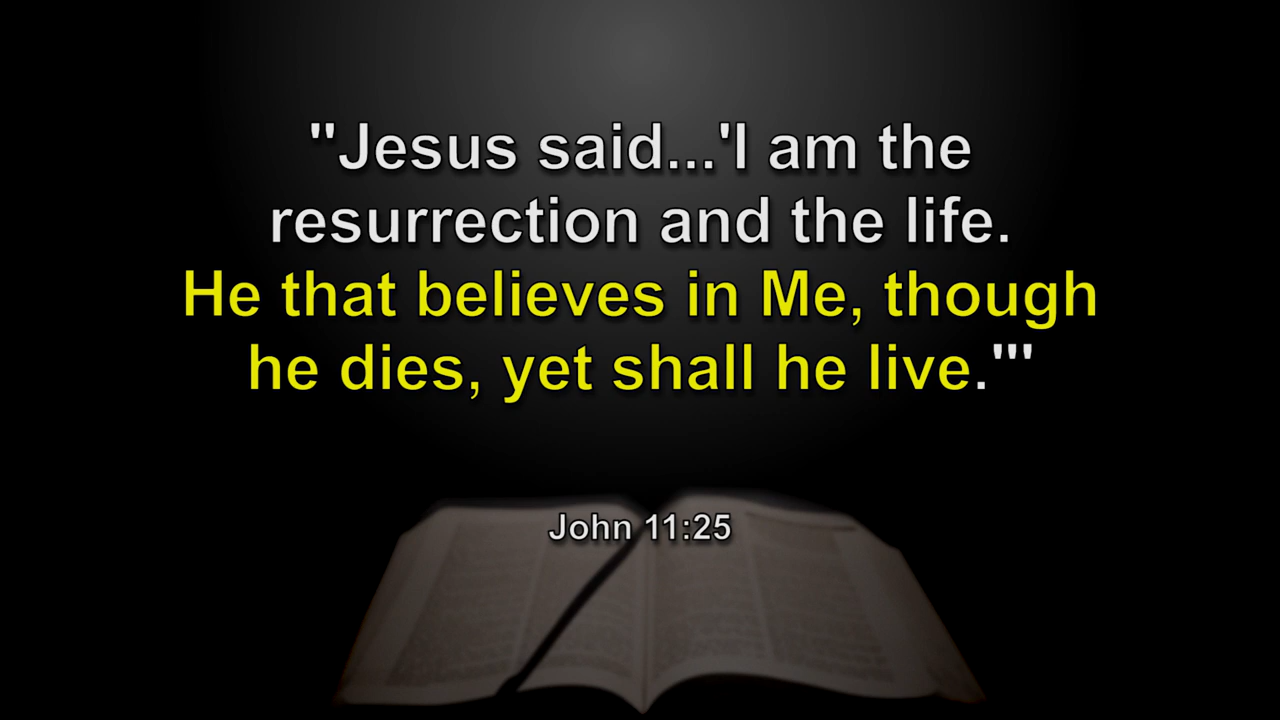 "Jesus said...'I am the
resurrection and the life.
He that believes in Me, though
he dies, yet shall he live.'"
John 11:25